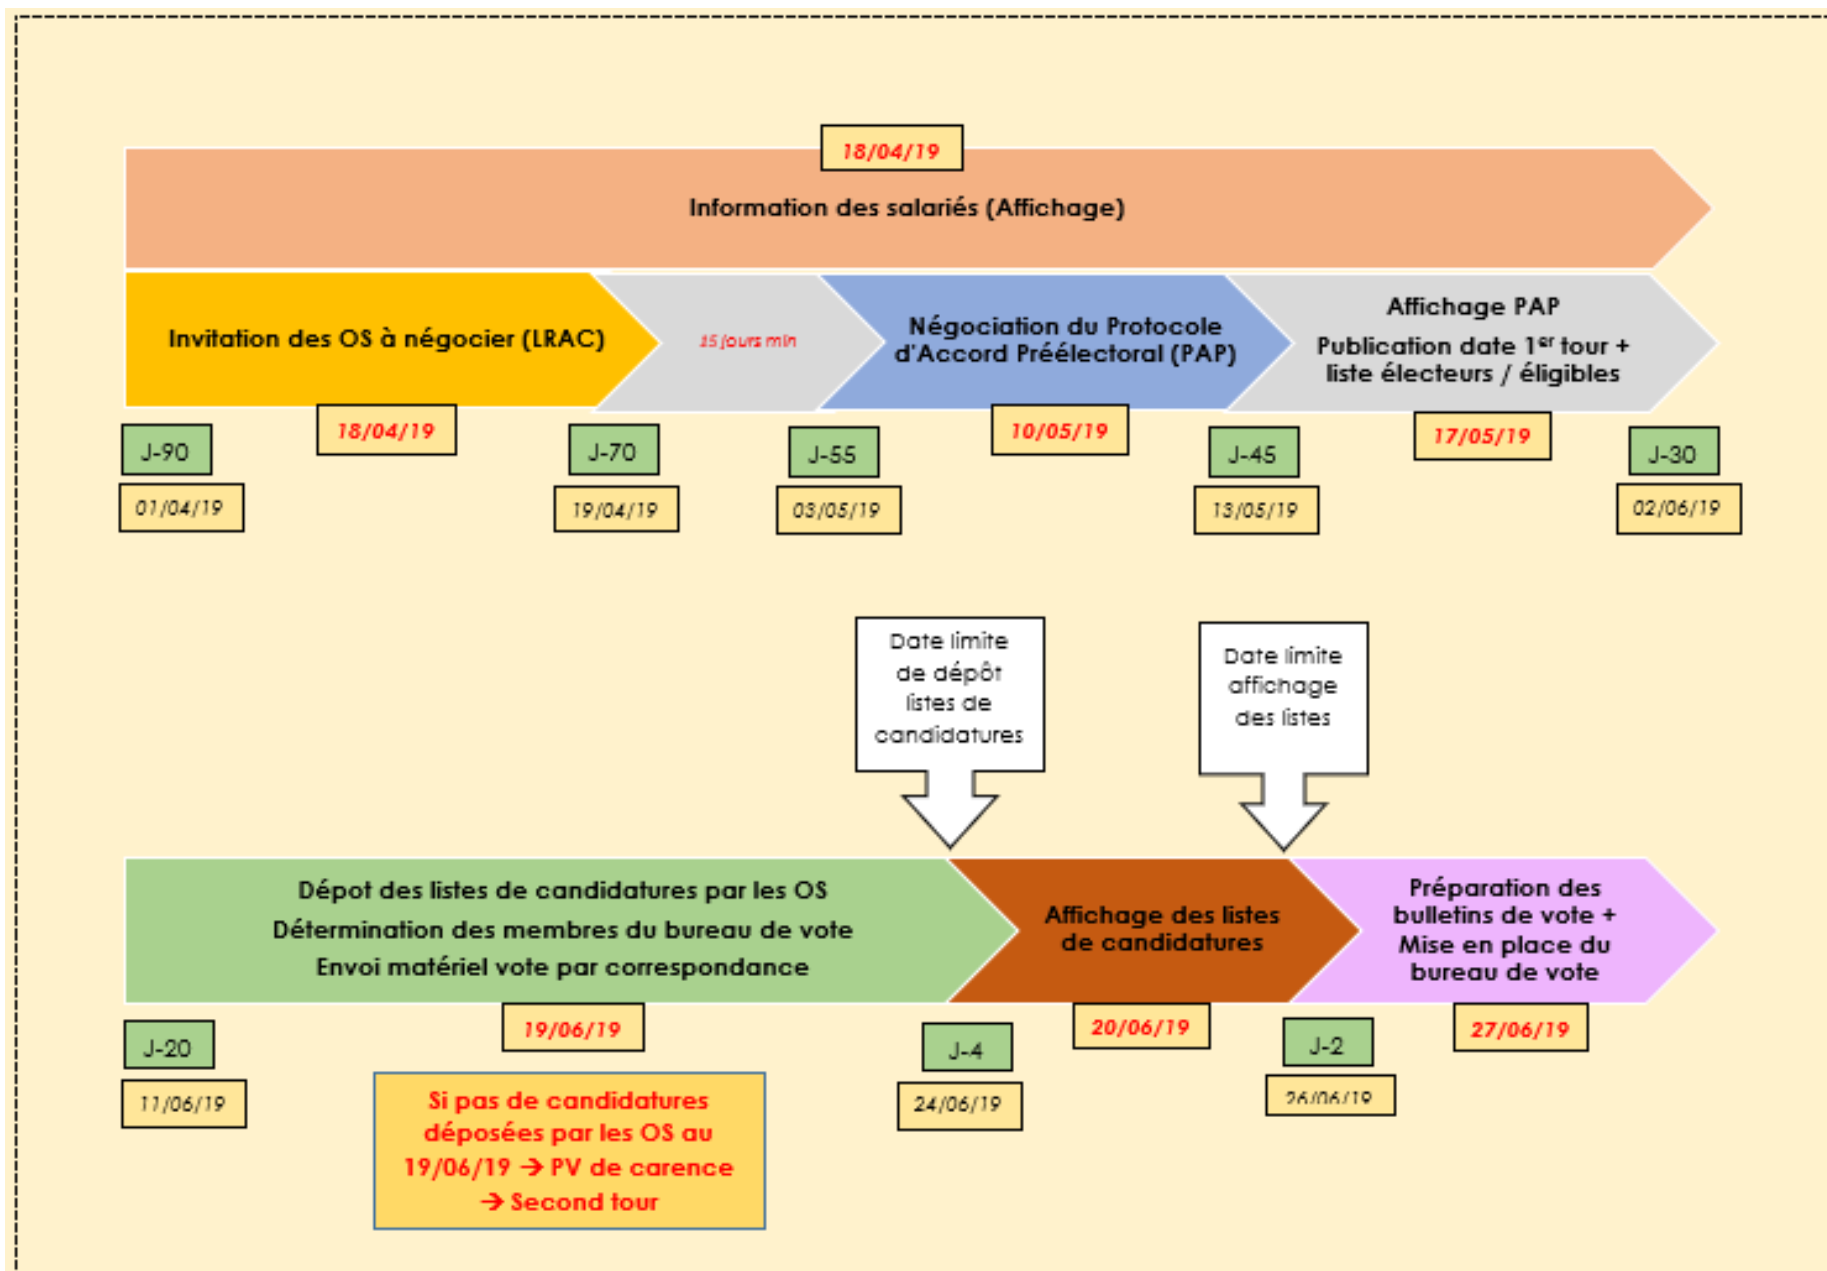 18/04/19
Information des salariés (Affichage)
Invitation des OS à négocier (LRAC)
15 jours min
Négociation du Protocole
d'Accord Préélectoral (PAP)
Affichage PAP
Publication date 1er tour +
liste électeurs / éligibles
18/04/19
10/05/19
17/05/19
J-90
J-70
J-55
J-45
J-30
01/04/19
19/04/19
03/05/19
13/05/19
02/06/19
Date limite
de dépôt
listes de
candidatures
Date limite
affichage
des listes
Dépot des listes de candidatures par les OS
Détermination des membres du bureau de vote
Envoi matériel vote par correspondance
Affichage des listes
de candidatures
Préparation des
bulletins de vote +
Mise en place du
bureau de vote
19/06/19
20/06/19
27/06/19
J-20
J-4
J-2
11/06/19
24/06/19
26/06/19
Si pas de candidatures
déposées par les OS au
19/06/19 → PV de carence
→ Second tour